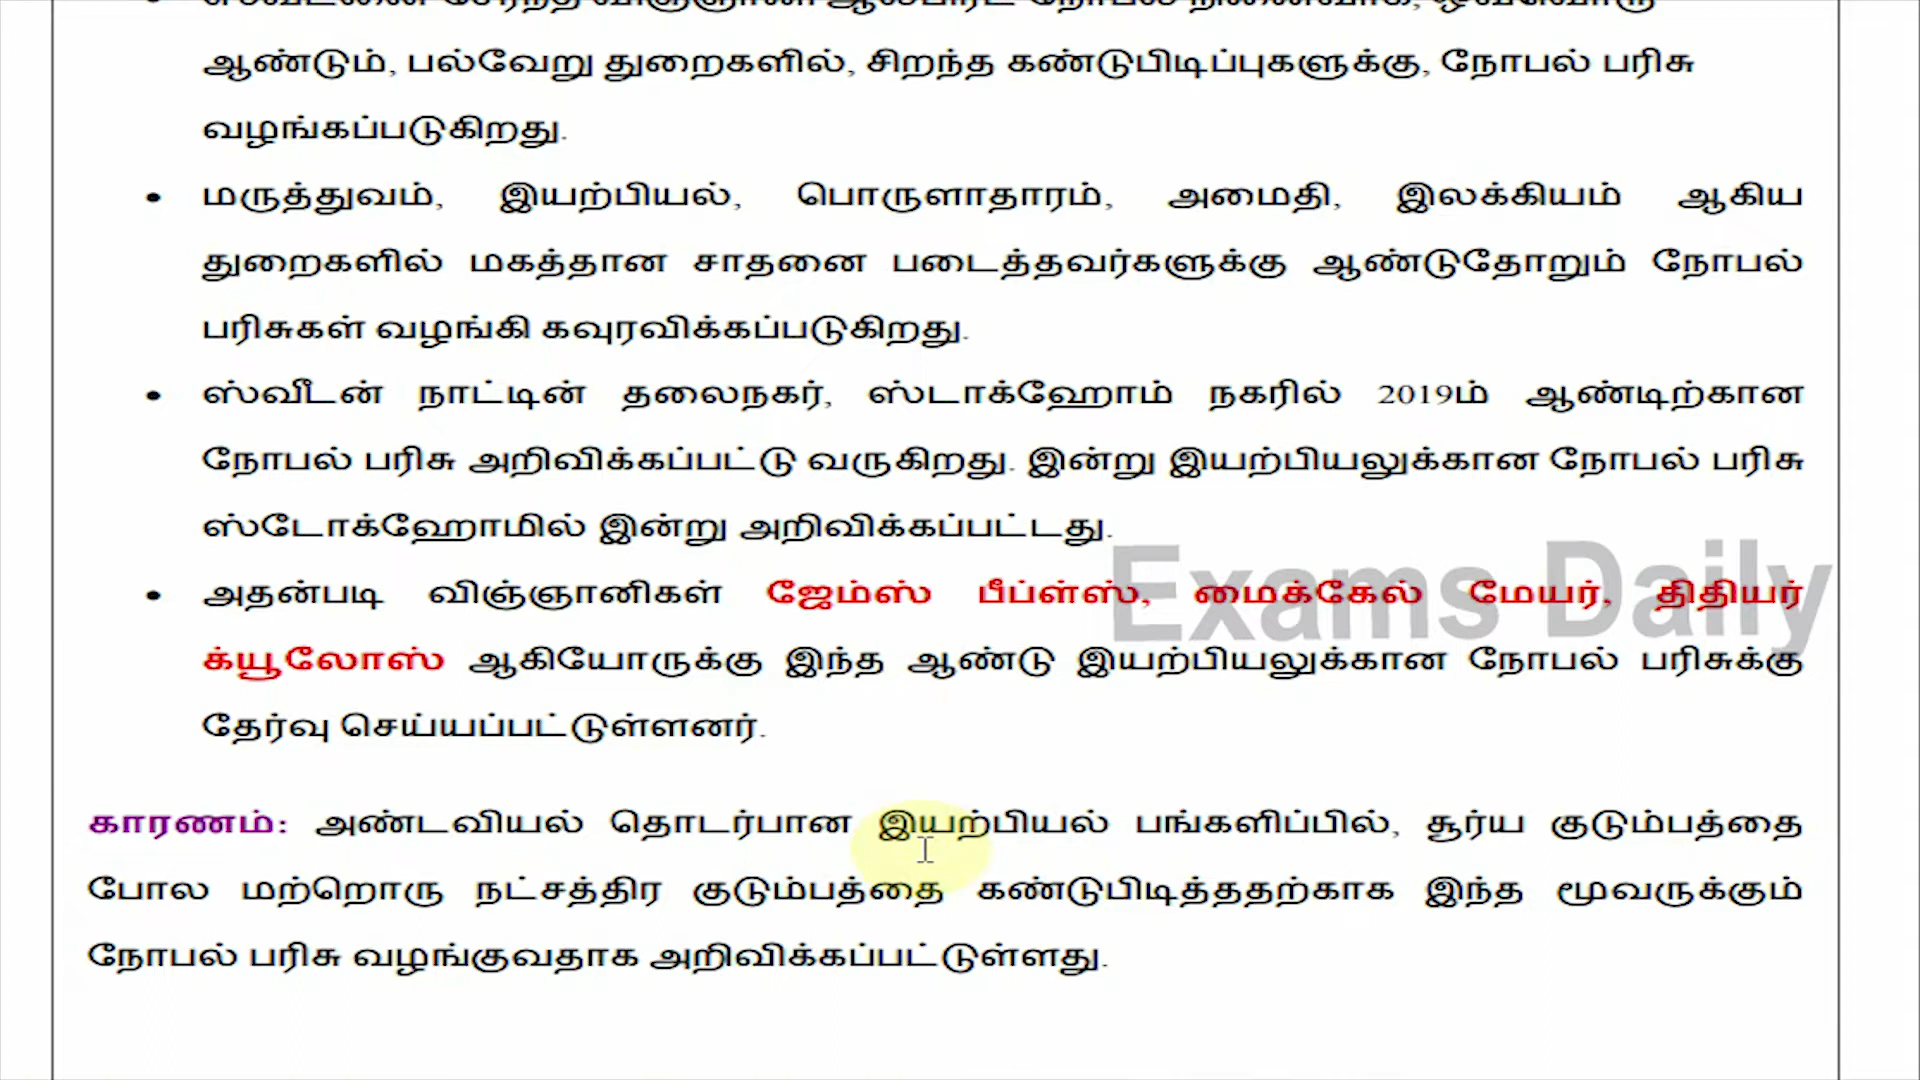 ஸ்வீடனை சேர்ந்த விஞ்ஞானி ஆல்பிரட் நோபல் நினைவாக, ஒவ்வொரு
ஆண்டும், பல்வேறு துறைகளில், சிறந்த கண்டுபிடிப்புகளுக்கு, நோபல் பரிசு
வழங்கப்படுகிறது.
மருத்துவம், இயற்பியல், பொருளாதாரம், அமைதி, இலக்கியம் ஆகிய
துறைகளில் மகத்தான சாதனை படைத்தவர்களுக்கு ஆண்டுதோறும் நோபல்
பரிசுகள் வழங்கி கவுரவிக்கப்படுகிறது.
ஸ்வீடன் நாட்டின் தலைநகர், ஸ்டாக்ஹோம் நகரில் 2019ம் ஆண்டிற்கான
நோபல் பரிசு அறிவிக்கப்பட்டு வருகிறது. இன்று இயற்பியலுக்கான நோபல் பரிசு
ஸ்டோக்ஹோமில் இன்று அறிவிக்கப்பட்டது.
Exams Daily
அதன்படி விஞ்ஞானிகள் ஜேம்ஸ் பீப்ள்ஸ், மைக்கேல் மேயர், திதியர்
க்யூலோஸ் ஆகியோருக்கு இந்த ஆண்டு இயற்பியலுக்கான நோபல் பரிசுக்கு
தேர்வு செய்யப்பட்டுள்ளனர்.
காரணம்: அண்டவியல் தொடர்பான இயற்பியல் பங்களிப்பில், சூர்ய குடும்பத்தை
போல மற்றொரு நட்சத்திர குடும்பத்தை கண்டுபிடித்ததற்காக இந்த மூவருக்கும்
நோபல் பரிசு வழங்குவதாக அறிவிக்கப்பட்டுள்ளது.